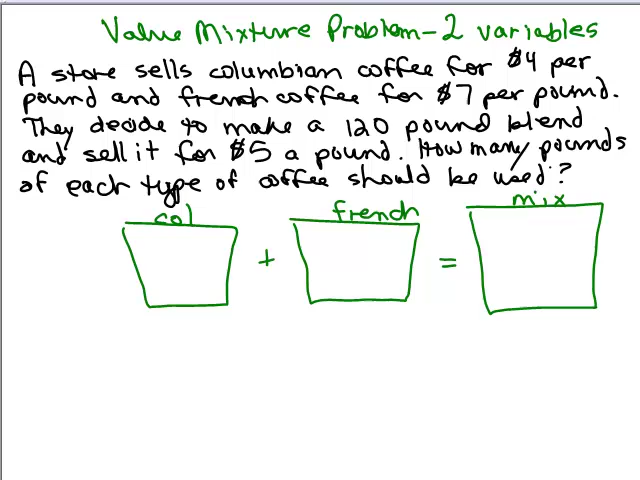 Value Mixture Problem - 2 variables
A store sells columbian coffee for $4 per
pound and french coffee for $7 per pound.
They decide to make a 120 pound blend
and sell it for $5 a pound. How many pounds
of each type of coffee should be used?
col french mix
+ =